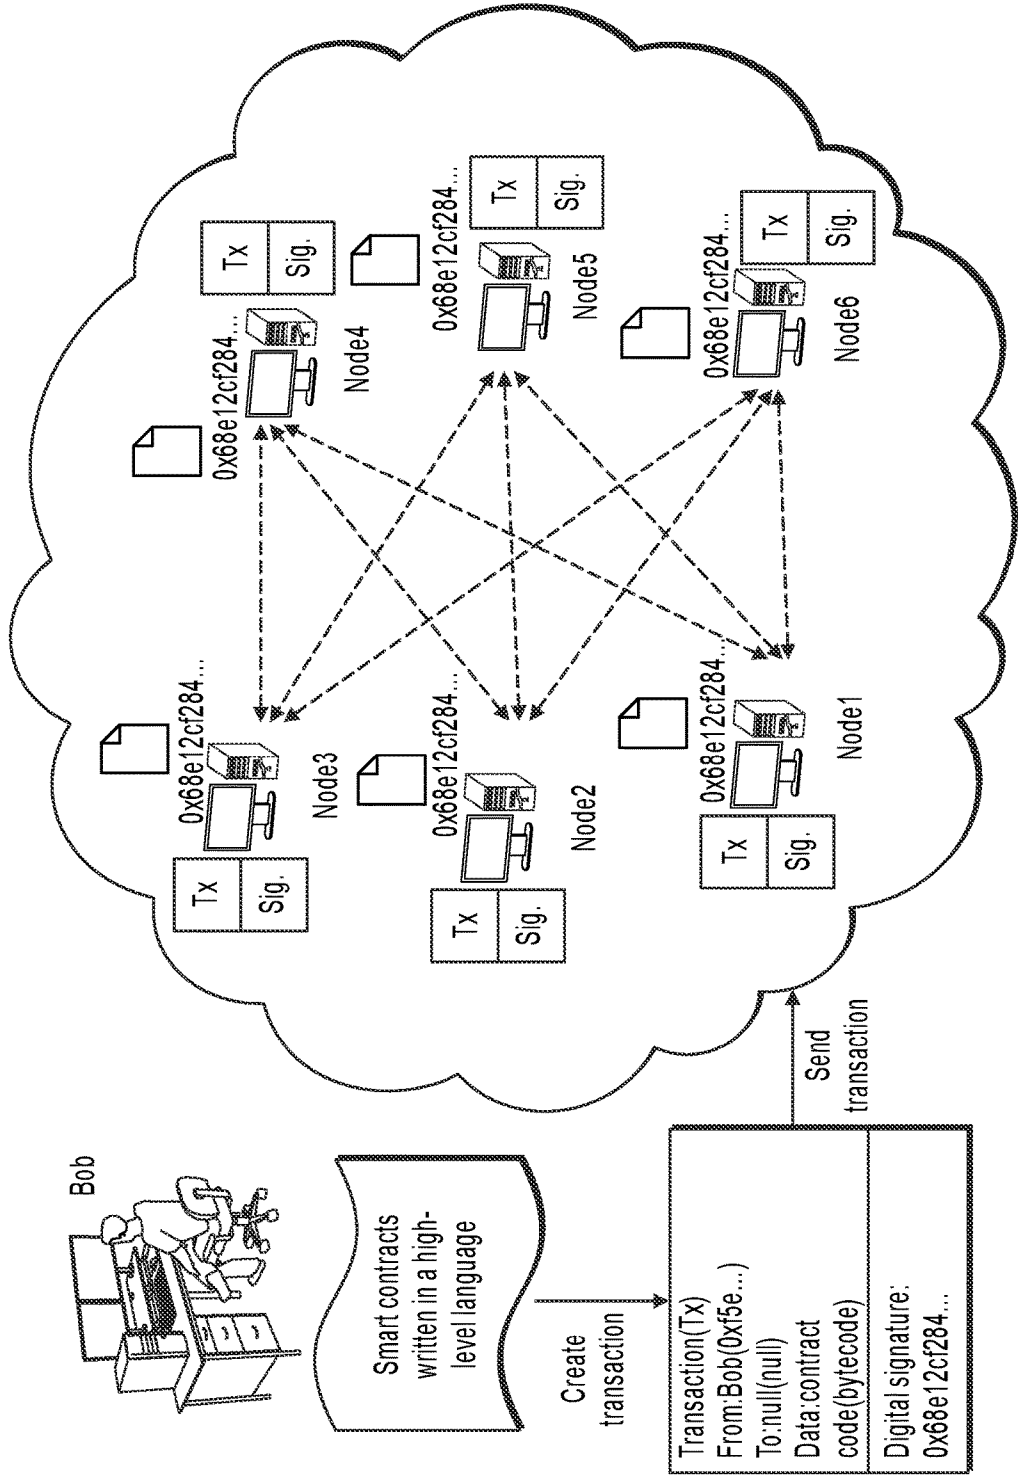 Bob
Smart contracts
written in a high-
level language
Create
transaction
Transaction(Tx)
From:Bob(0xf5e...)
To:null(null)
Data:contract
code(bytecode)
Digital signature:
0x68e12cf284...
Send
transaction
0x68e12cf284...
Tx
Sig.
Node3
0x68e12cf284...
Tx
Sig.
Node2
0x68e12cf284...
Tx
Sig.
Node1
0x68e12cf284...
Tx
Sig.
Node4
0x68e12cf284...
Tx
Sig.
Node5
0x68e12cf284...
Tx
Sig.
Node6